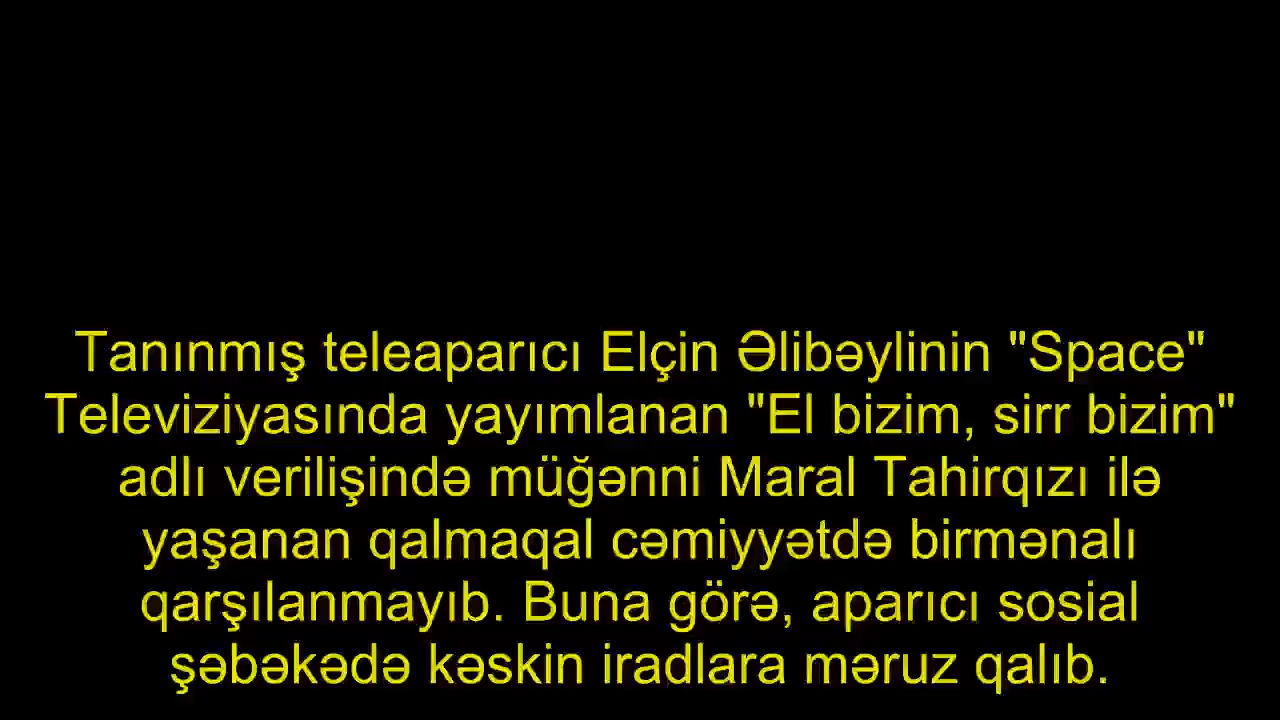 Tanınmış teleaparıcı Elçin Əlibəylinin "Space"
Televiziyasında yayımlanan "El bizim, sirr bizim"
adlı verilişində müğənni Maral Tahirqızı ilə
yaşanan qalmaqal cəmiyyətdə birmənalı
qarşılanmayıb. Buna görə, aparıcı sosial
şəbəkədə kəskin iradlara məruz qalıb.